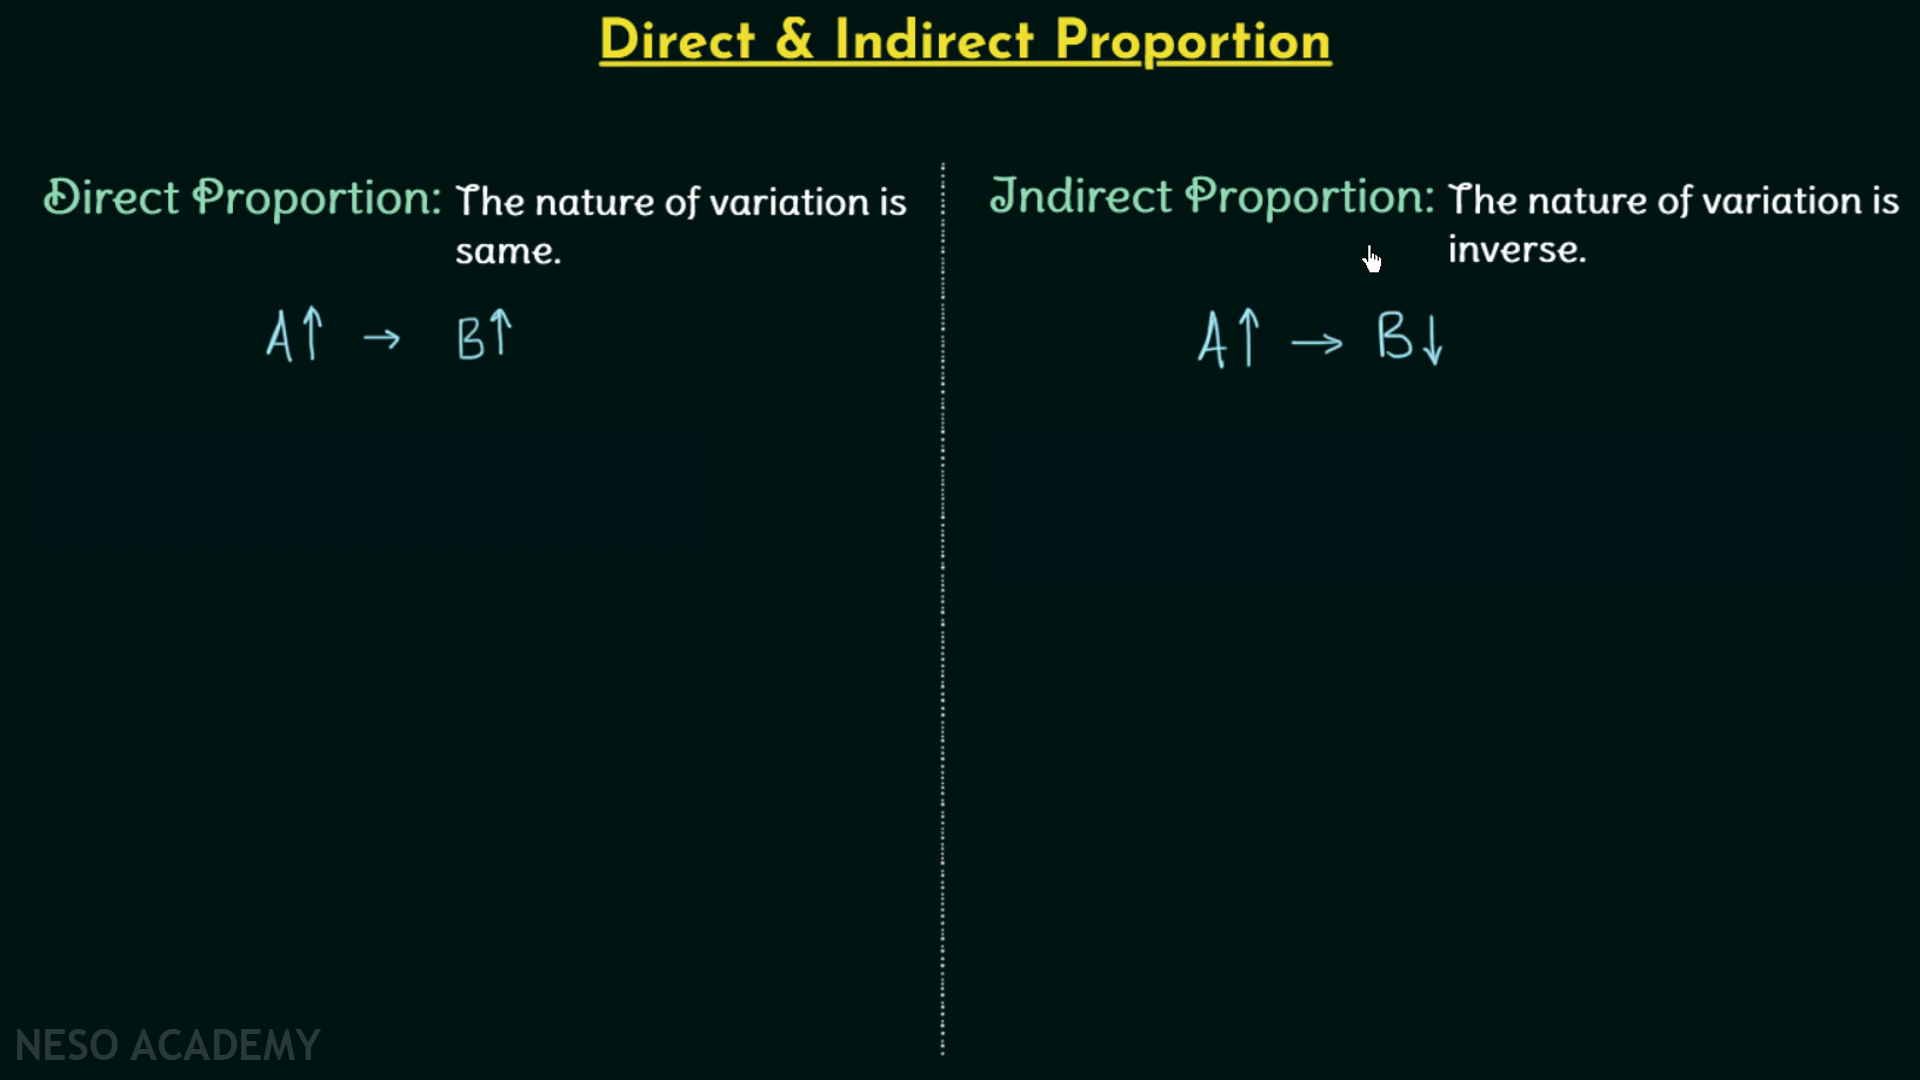 Direct & Indirect Proportion
Direct Proportion: The nature of variation is
same.
A↑ → B↑
Indirect Proportion: The nature of variation is
inverse.
A↑ → B↓
NESO ACADEMY